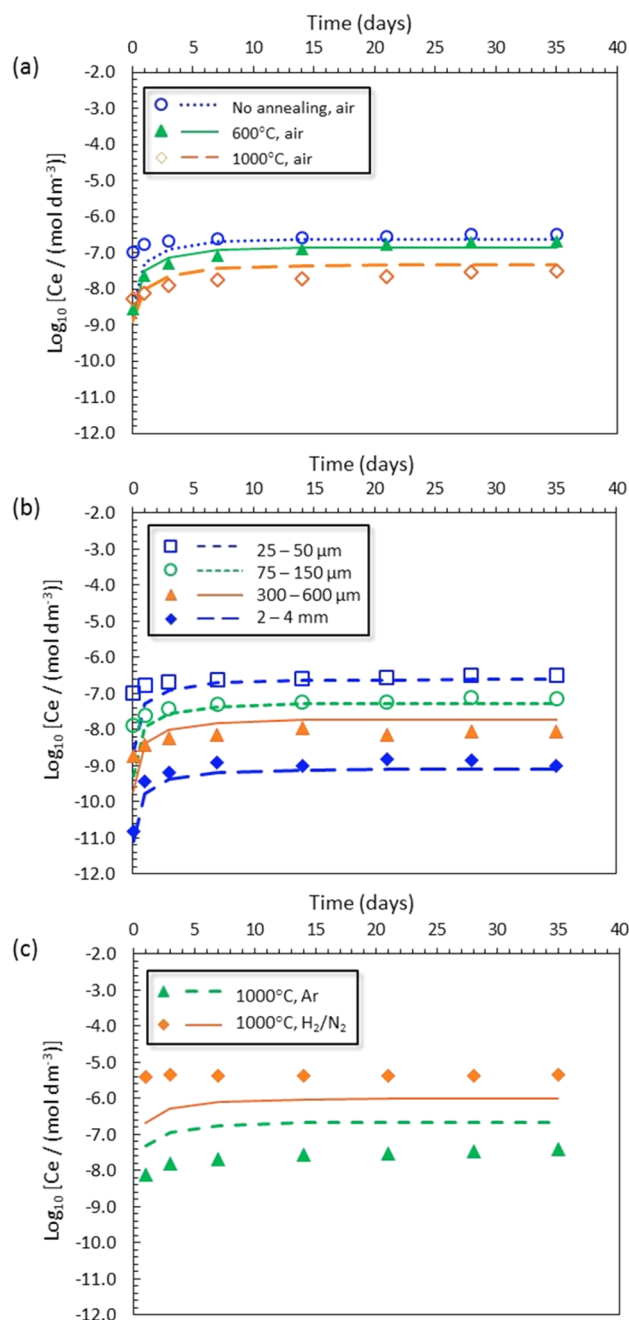 Time (days)
(a)
0 5 10 15 20 25 30 35 40
-2.0
-3.0
-4.0
-5.0
-6.0
-7.0
-8.0
-9.0
-10.0
-11.0
-12.0
Log₁₀ [Ce / (mol dm⁻³)]
No annealing, air
600°C, air
1000°C, air
Time (days)
(b)
0 5 10 15 20 25 30 35 40
-2.0
-3.0
-4.0
-5.0
-6.0
-7.0
-8.0
-9.0
-10.0
-11.0
-12.0
Log₁₀ [Ce / (mol dm⁻³)]
25 – 50 μm
75 – 150 μm
300 – 600 μm
2 – 4 mm
Time (days)
(c)
0 5 10 15 20 25 30 35 40
-2.0
-3.0
-4.0
-5.0
-6.0
-7.0
-8.0
-9.0
-10.0
-11.0
-12.0
Log₁₀ [Ce / (mol dm⁻³)]
1000°C, Ar
1000°C, H₂/N₂